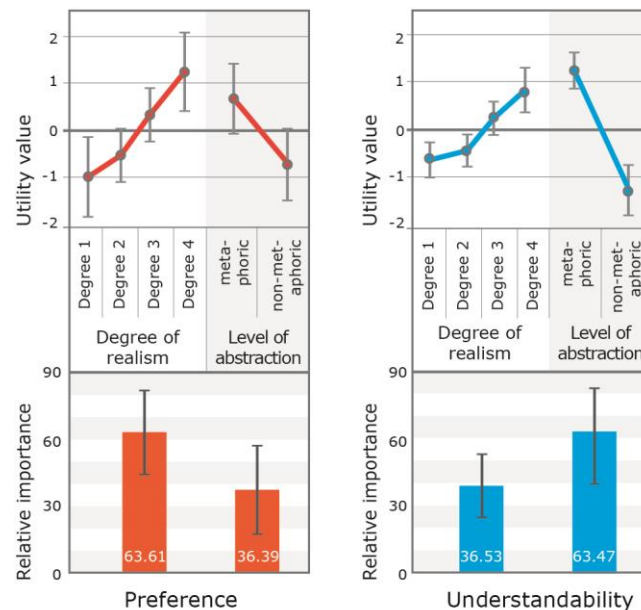 2
1
0
-1
-2
Utility value
Degree 1
Degree 2
Degree 3
Degree 4
meta-
phoric
non-met-
aphoric
Degree of
realism
Level of
abstraction
90
60
30
0
Relative importance
63.61
36.39
Preference
2
1
0
-1
-2
Utility value
Degree 1
Degree 2
Degree 3
Degree 4
meta-
phoric
non-met-
aphoric
Degree of
realism
Level of
abstraction
90
60
30
0
Relative importance
36.53
63.47
Understandability